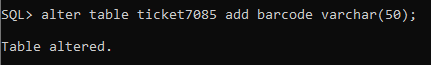 SQL> alter table ticket7085 add barcode varchar(50);
Table altered.